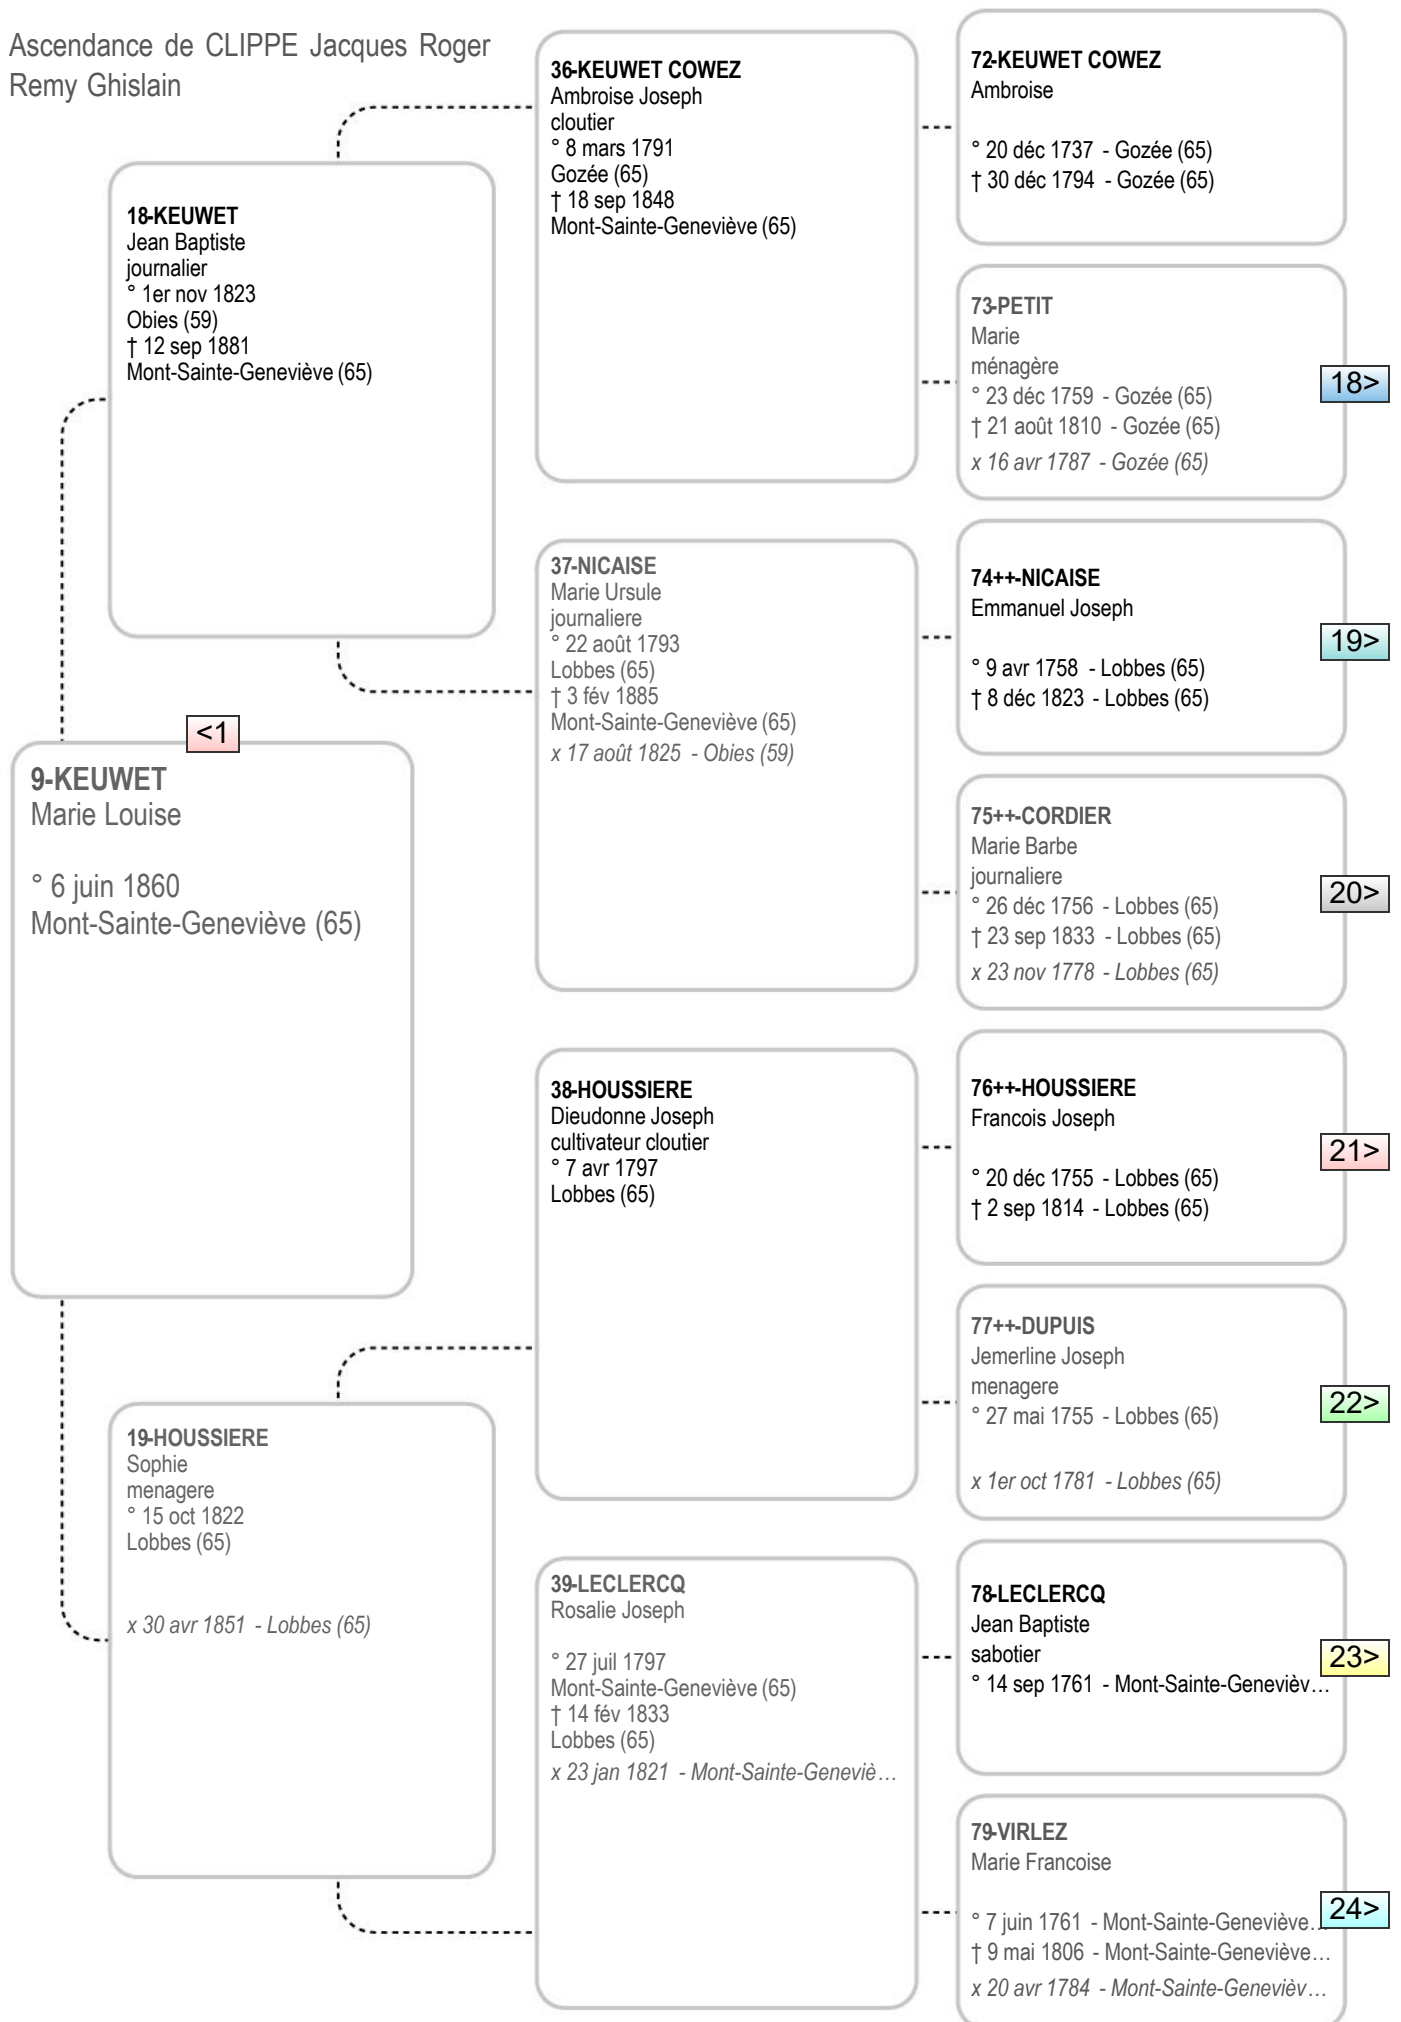 Ascendance de CLIPPE Jacques Roger
Remy Ghislain
<1
9-KEUWET
Marie Louise
° 6 juin 1860
Mont-Sainte-Geneviève (65)
18-KEUWET
Jean Baptiste
journalier
° 1er nov 1823
Obies (59)
† 12 sep 1881
Mont-Sainte-Geneviève (65)
19-HOUSSIERE
Sophie
menagere
° 15 oct 1822
Lobbes (65)
x 30 avr 1851 - Lobbes (65)
36-KEUWET COWEZ
Ambroise Joseph
cloutier
° 8 mars 1791
Gozée (65)
† 18 sep 1848
Mont-Sainte-Geneviève (65)
37-NICAISE
Marie Ursule
journaliere
° 22 août 1793
Lobbes (65)
† 3 fév 1885
Mont-Sainte-Geneviève (65)
x 17 août 1825 - Obies (59)
38-HOUSSIERE
Dieudonne Joseph
cultivateur cloutier
° 7 avr 1797
Lobbes (65)
39-LECLERCQ
Rosalie Joseph
° 27 juil 1797
Mont-Sainte-Geneviève (65)
† 14 fév 1833
Lobbes (65)
x 23 jan 1821 - Mont-Sainte-Geneviè…
72-KEUWET COWEZ
Ambroise
° 20 déc 1737 - Gozée (65)
† 30 déc 1794 - Gozée (65)
73-PETIT
Marie
ménagère
° 23 déc 1759 - Gozée (65)
† 21 août 1810 - Gozée (65)
x 16 avr 1787 - Gozée (65)
18>
74++-NICAISE
Emmanuel Joseph
° 9 avr 1758 - Lobbes (65)
† 8 déc 1823 - Lobbes (65)
19>
75++-CORDIER
Marie Barbe
journaliere
° 26 déc 1756 - Lobbes (65)
† 23 sep 1833 - Lobbes (65)
x 23 nov 1778 - Lobbes (65)
20>
76++-HOUSSIERE
Francois Joseph
° 20 déc 1755 - Lobbes (65)
† 2 sep 1814 - Lobbes (65)
21>
77++-DUPUIS
Jemerline Joseph
menagere
° 27 mai 1755 - Lobbes (65)
x 1er oct 1781 - Lobbes (65)
22>
78-LECLERCQ
Jean Baptiste
sabotier
° 14 sep 1761 - Mont-Sainte-Genevièv…
23>
79-VIRLEZ
Marie Francoise
° 7 juin 1761 - Mont-Sainte-Geneviève…
† 9 mai 1806 - Mont-Sainte-Geneviève…
x 20 avr 1784 - Mont-Sainte-Genevièv…
24>